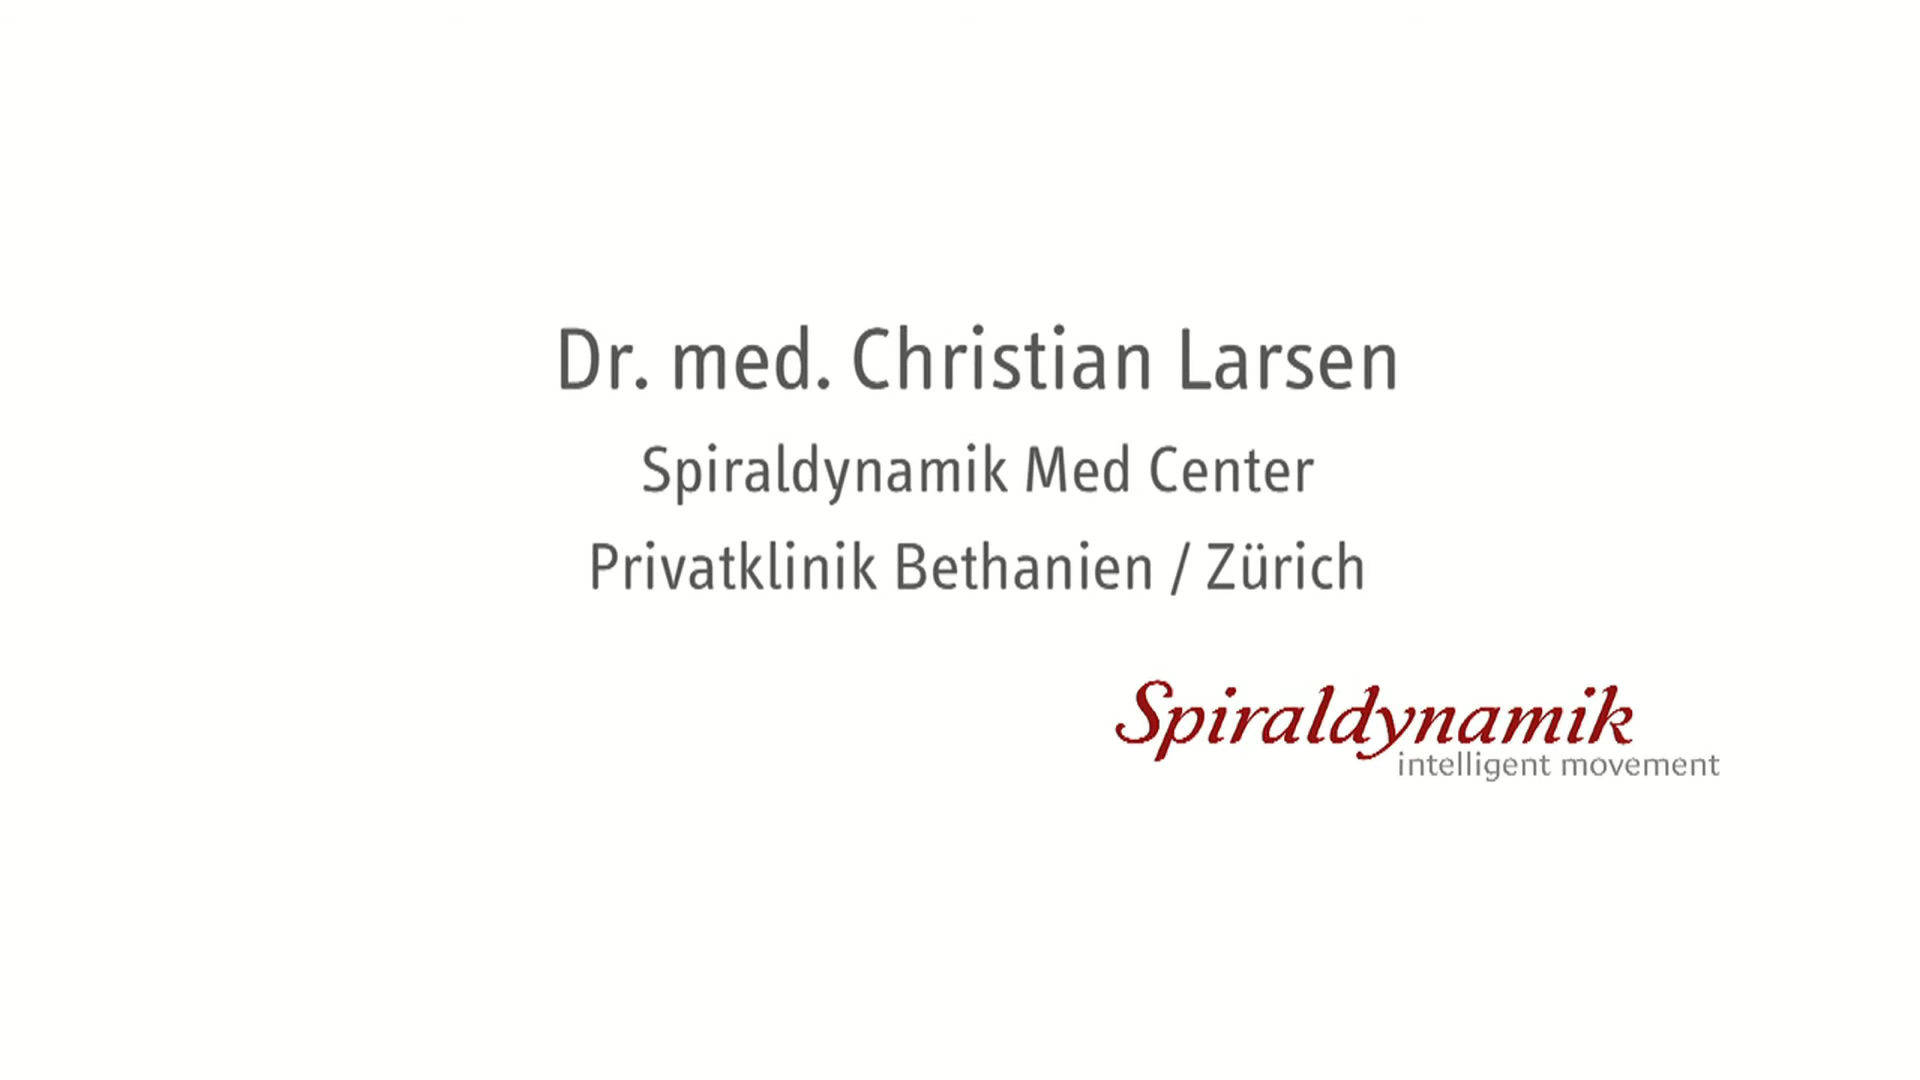 Dr. med. Christian Larsen
Spiraldynamik Med Center
Privatklinik Bethanien / Zürich
Spiraldynamik
intelligent movement